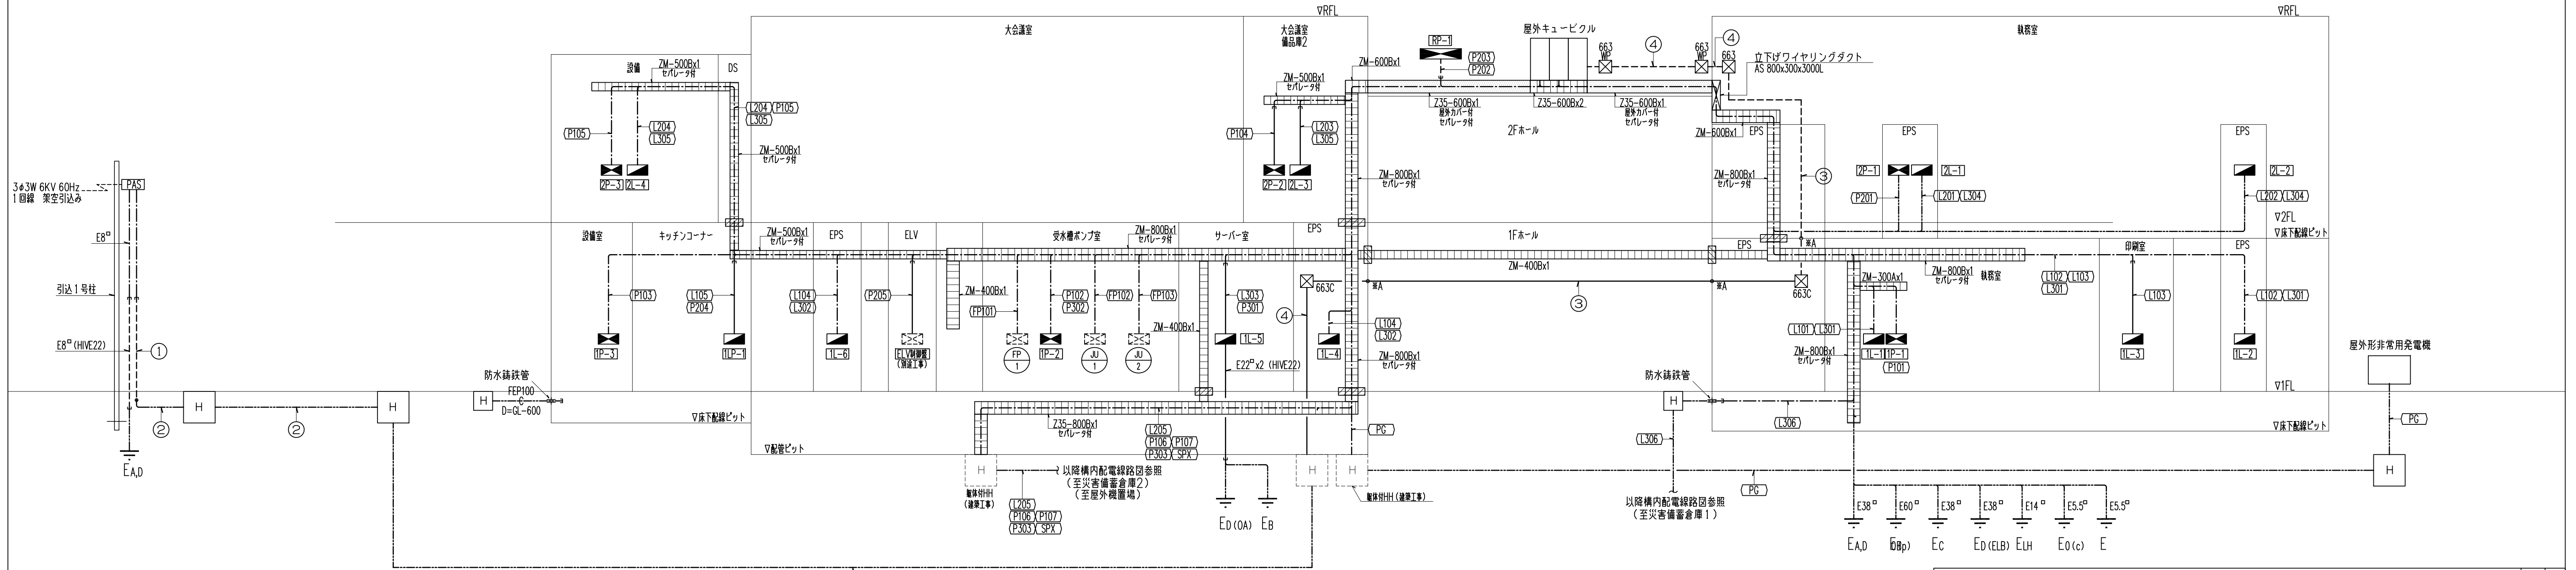 ▽RFL
▽RFL
大会議室
大会議室
備品庫2
屋外キュービクル
執務室
RP-1
P203
P202
663
WP
④
663
WP
④
663
立下げワイヤリングダクト
AS 800x300x3000L
設備
ZM-500Bx1
セパレータ付
DS
ZM-500Bx1
セパレータ付
ZM-600Bx1
L204
P105
L305
P105
L204
L305
P104
L203
L305
Z35-600Bx1
屋外カバー付
セパレータ付
Z35-600Bx2
Z35-600Bx1
屋外カバー付
セパレータ付
2Fホール
ZM-600Bx1
EPS
EPS
EPS
ZM-500Bx1
セパレータ付
2P-3
2L-4
2P-2
2L-3
ZM-800Bx1
セパレータ付
ZM-800Bx1
セパレータ付
③
2P-1
2L-1
2L-2
P201
L201
L304
L202
L304
3φ3W 6KV 60Hz
1回線 架空引込み
PAS
E8□
引込1号柱
E8□(HIVE22)
①
▽2FL
▽床下配線ピット
設備室
キッチンコーナー
ZM-500Bx1
セパレータ付
EPS
ELV
受水槽ポンプ室
ZM-800Bx1
セパレータ付
サーバー室
EPS
1Fホール
EPS
※A
印刷室
EPS
ZM-400Bx1
ZM-300Ax1
ZM-800Bx1
セパレータ付
執務室
L102
L103
L301
P103
L105
P204
L104
L302
P205
ZM-400Bx1
FP101
P102
P302
FP102
FP103
L303
P301
663C
※A
③
※A
663C
L103
L102
L301
④
ZM-400Bx1
L104
L302
L101
L301
1P-3
1LP-1
1L-6
ELV制御盤
(別途工事)
FP
1
1P-2
JU
1
JU
2
1L-5
1L-4
ZM-800Bx1
セパレータ付
ZM-800Bx1
セパレータ付
1L-1
1P-1
P101
1L-3
1L-2
屋外形非常用発電機
E22□x2 (HIVE22)
防水鋳鉄管
FEP100
D=GL-600
H
H
H
②
②
防水鋳鉄管
H
▽1FL
▽床下配線ピット
Z35-800Bx1
セパレータ付
L205
P106
P107
P303
SPX
PG
L306
L306
▽床下配線ピット
PG
▽配管ピット
EA,D
H
躯体付HH
(建築工事)
以降構内配電線路図参照
(至災害備蓄倉庫2)
(至屋外機置場)
L205
P106
P107
P303
SPX
ED(OA)
EB
H
H
躯体付HH(建築工事)
以降構内配電線路図参照
(至災害備蓄倉庫1)
PG
H
E38□
E60□
E38□
E38□
E14□
E5.5□
E5.5□
EA,D
EC
ED(ELB)
ELH
EO(c)
E